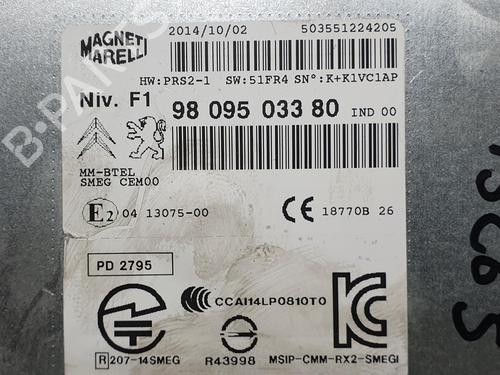 MAGNETI MARELLI
2014/10/02 503551224205
HW:PRS2-1 SW:51FR4 SN°:K+K1VC1AP
Niv. F1 98 095 033 80 IND 00
MM-BTEL
SMEG CEM00
E2 04 13075-00 CE 18770B 26
PD 2795
CCAI14LP0810T0
R 207-14SMEG R43998 MSIP-CMM-RX2-SMEGI
B-PARTS